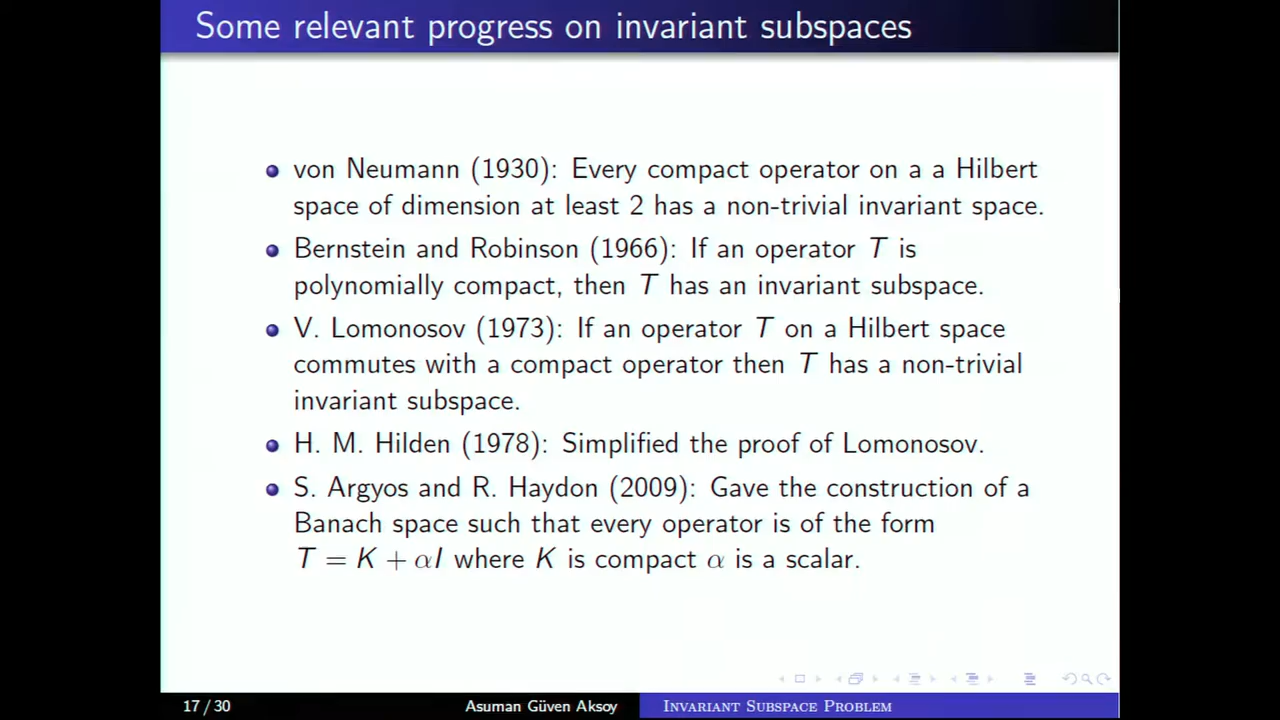 Some relevant progress on invariant subspaces
von Neumann (1930): Every compact operator on a a Hilbert
space of dimension at least 2 has a non-trivial invariant space.
Bernstein and Robinson (1966): If an operator T is
polynomially compact, then T has an invariant subspace.
V. Lomonosov (1973): If an operator T on a Hilbert space
commutes with a compact operator then T has a non-trivial
invariant subspace.
H. M. Hilden (1978): Simplified the proof of Lomonosov.
S. Argyos and R. Haydon (2009): Gave the construction of a
Banach space such that every operator is of the form
T = K + αI where K is compact α is a scalar.
17 / 30 Asuman Güven Aksoy Invariant Subspace Problem